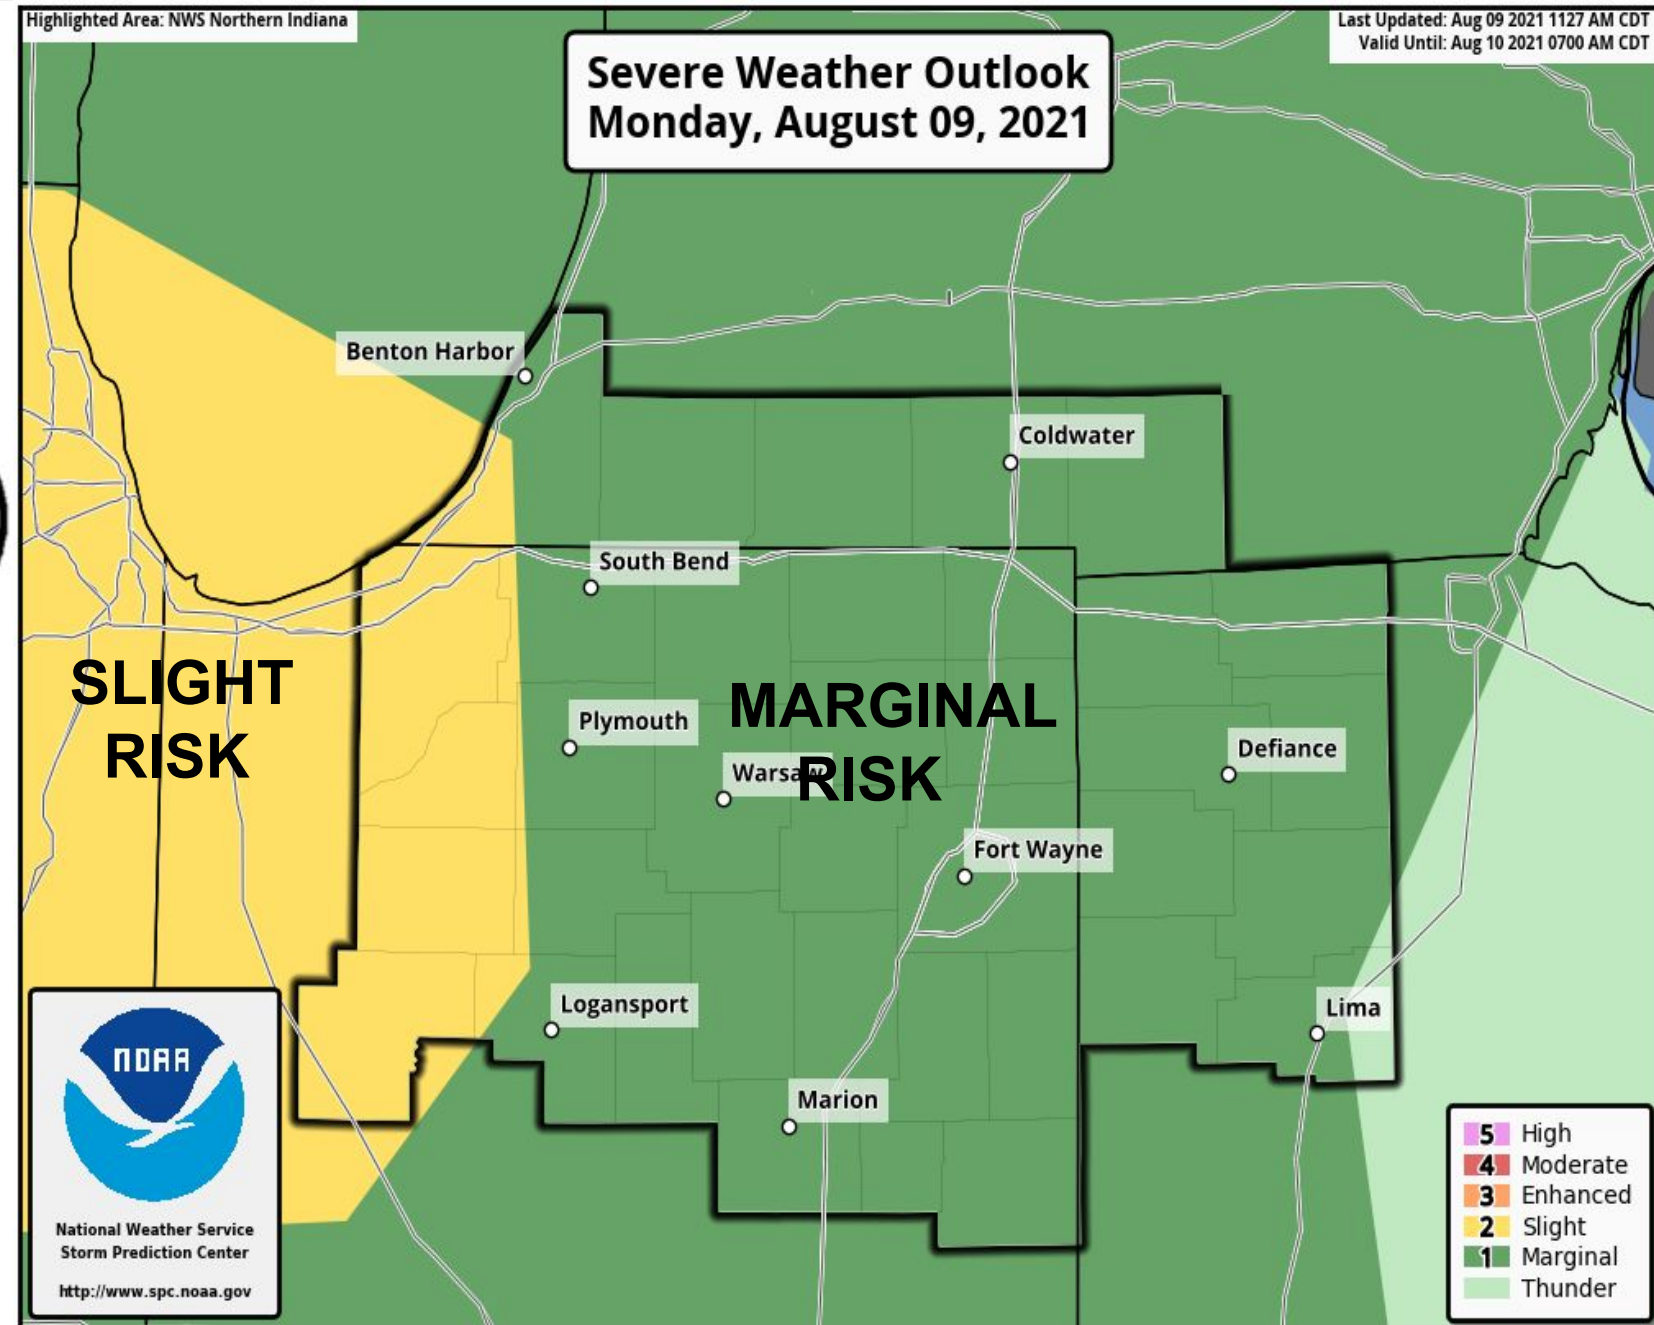 Highlighted Area: NWS Northern Indiana
Last Updated: Aug 09 2021 1127 AM CDT
Valid Until: Aug 10 2021 0700 AM CDT
Severe Weather Outlook
Monday, August 09, 2021
Benton Harbor
Coldwater
South Bend
SLIGHT
RISK
MARGINAL
RISK
Plymouth
Warsaw
Defiance
Fort Wayne
Logansport
Lima
Marion
NOAA
National Weather Service
Storm Prediction Center
http://www.spc.noaa.gov
5 High
4 Moderate
3 Enhanced
2 Slight
1 Marginal
Thunder